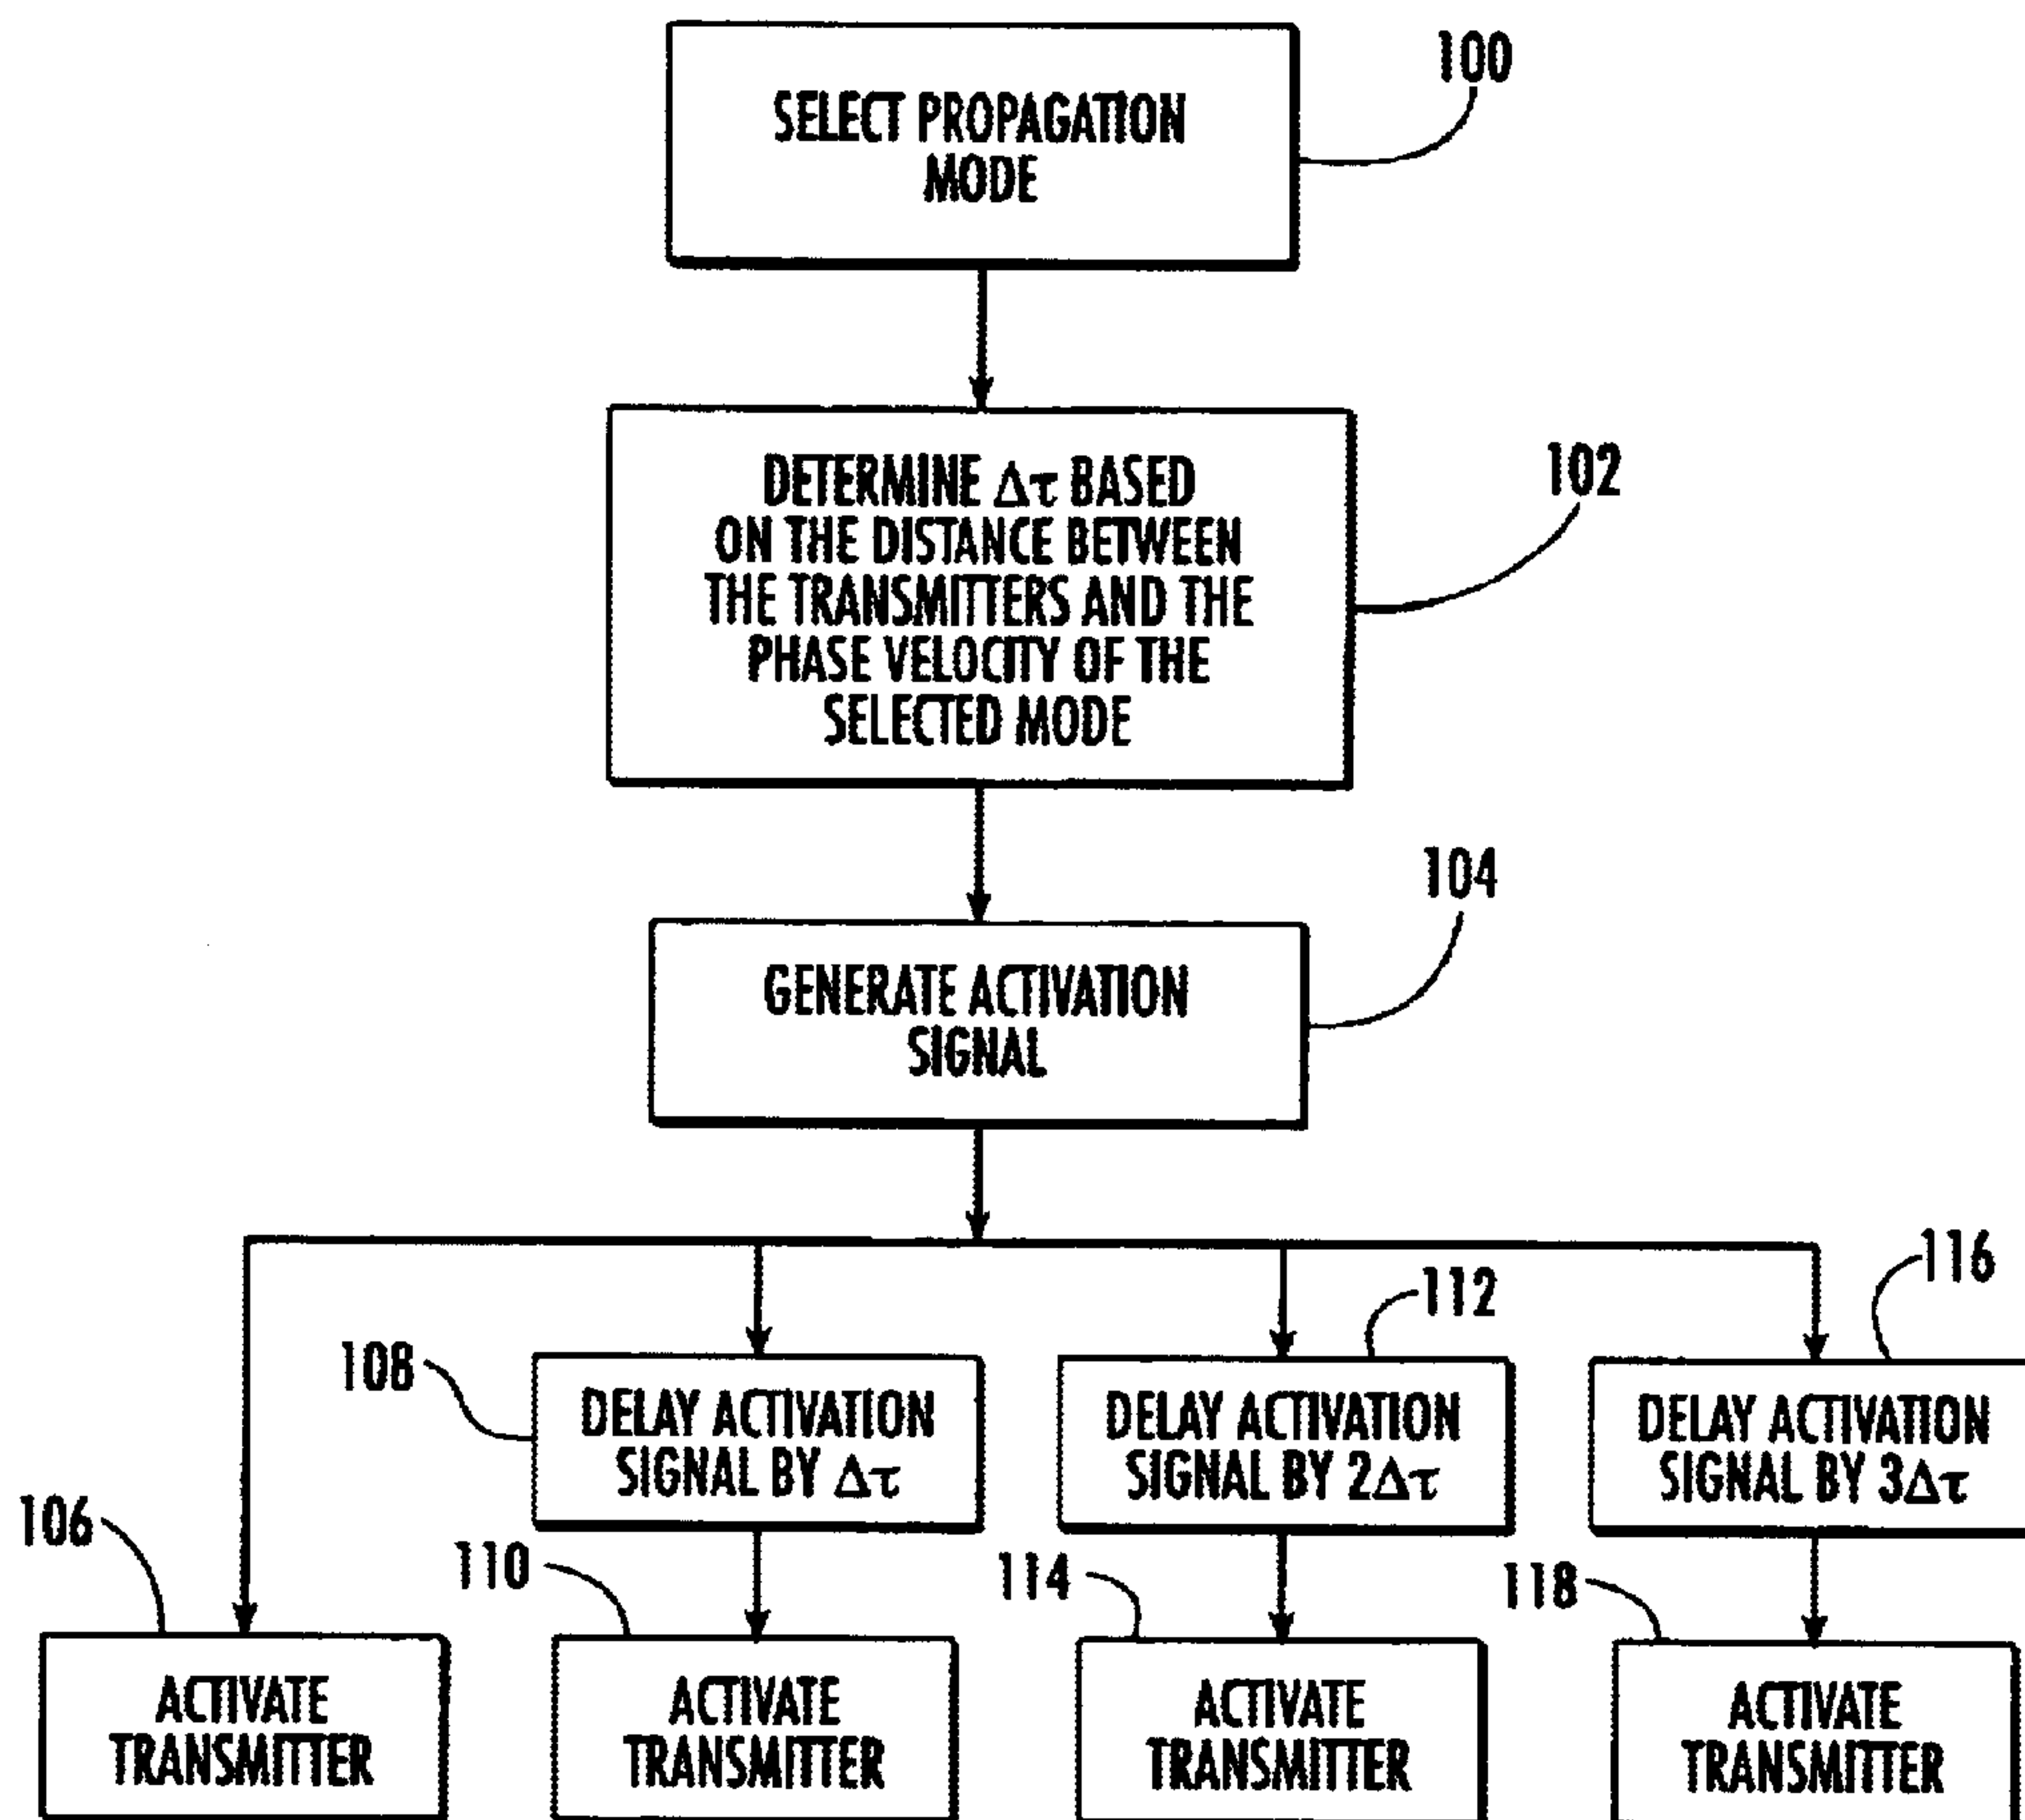 100
SELECT PROPAGATION
MODE
102
DETERMINE Δτ BASED
ON THE DISTANCE BETWEEN
THE TRANSMITTERS AND THE
PHASE VELOCITY OF THE
SELECTED MODE
104
GENERATE ACTIVATION
SIGNAL
108
DELAY ACTIVATION
SIGNAL BY Δτ
112
DELAY ACTIVATION
SIGNAL BY 2Δτ
116
DELAY ACTIVATION
SIGNAL BY 3Δτ
106
ACTIVATE
TRANSMITTER
110
ACTIVATE
TRANSMITTER
114
ACTIVATE
TRANSMITTER
118
ACTIVATE
TRANSMITTER